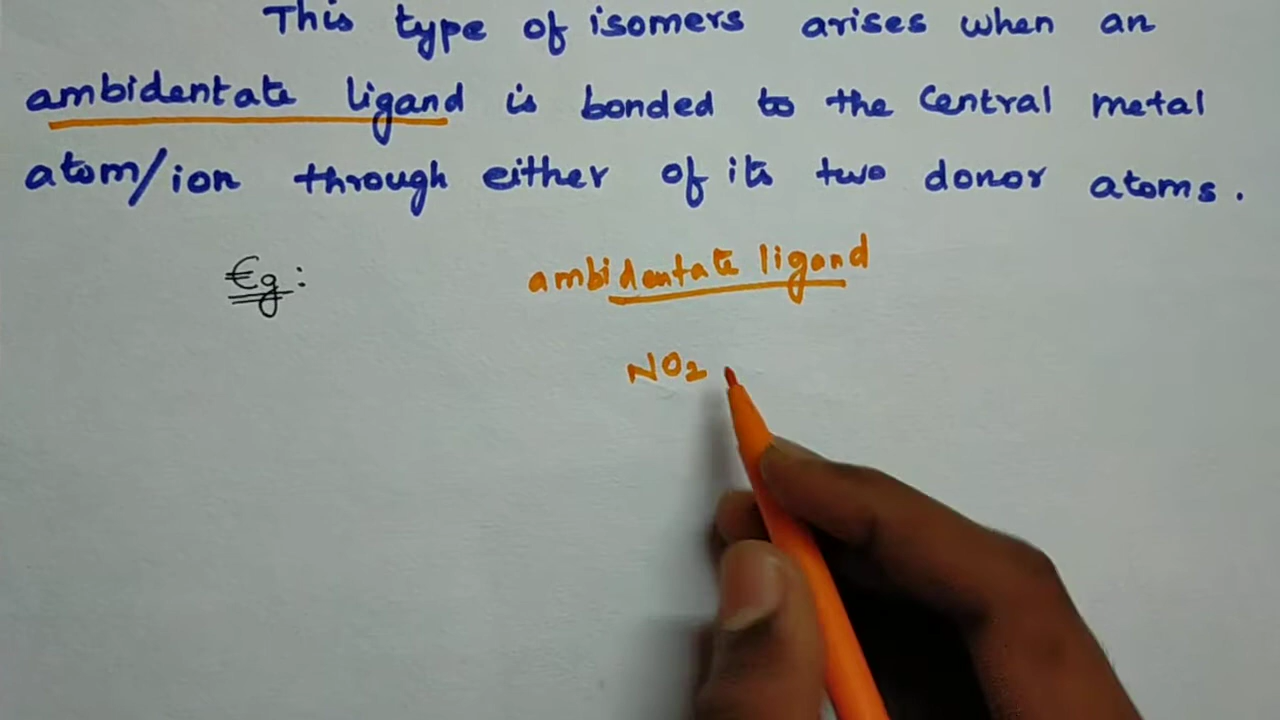 This type of isomers arises when an
ambidentate ligand is bonded to the central metal
atom/ion through either of its two donor atoms.
Eg: ambidentate ligand
NO2